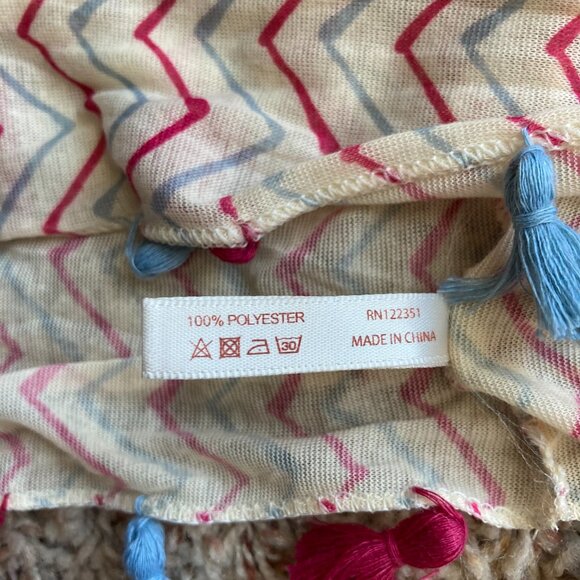 100% POLYESTER
30
RN122351
MADE IN CHINA